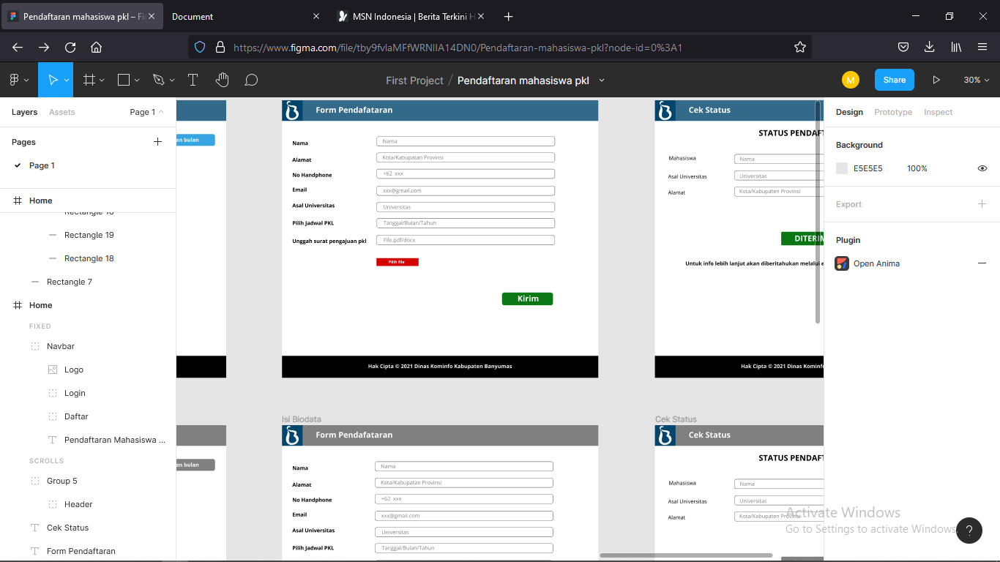 Pendaftaran mahasiswa pkl – Fi
Document
MSN Indonesia | Berita Terkini H
https://www.figma.com/file/tby9fvlaMFfWRNIIA14DN0/Pendaftaran-mahasiswa-pkl?node-id=0%3A1
First Project / Pendaftaran mahasiswa pkl
M
Share
30%
Layers
Assets
Page 1
Pages
Page 1
Home
Rectangle 19
Rectangle 18
Rectangle 7
Home
FIXED
Navbar
Logo
Login
Daftar
Pendaftaran Mahasiswa ...
SCROLLS
Group 5
Header
Cek Status
Form Pendaftaran
an bulan
Form Pendafataran
Nama
Nama
Alamat
Kota/Kabupatan Provinsi
No Handphone
+62 xxx
Email
xxx@gmail.com
Asal Universitas
Universitas
Pilih Jadwal PKL
Tanggal/Bulan/Tahun
Unggah surat pengajuan pkl
File.pdf/docx
Pilih file
Kirim
Hak Cipta © 2021 Dinas Kominfo Kabupaten Banyumas
Cek Status
STATUS PENDAF
Mahasiswa
Nama
Asal Universitas
Universitas
Alamat
Kota/Kabupaten Provinsi
DITERIM
Untuk info lebih lanjut akan diberitahukan melalui e
Hak Cipta © 2021 Dinas Kominf
an bulan
Isi Biodata
Form Pendafataran
Nama
Nama
Alamat
Kota/Kabupatan Provinsi
No Handphone
+62 xxx
Email
xxx@gmail.com
Asal Universitas
Universitas
Pilih Jadwal PKL
Tanggal/Bulan/Tahun
Cek Status
Cek Status
STATUS PENDAF
Mahasiswa
Nama
Asal Universitas
Universitas
Alamat
Kota/Kabupaten Provinsi
Design
Prototype
Inspect
Background
E5E5E5
100%
Export
Plugin
Open Anima
Activate Windows
Go to Settings to activate Windows.
?